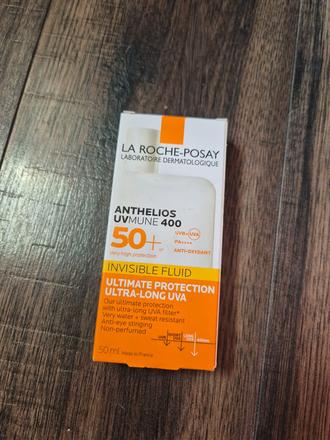 LA ROCHE-POSAY
LABORATOIRE DERMATOLOGIQUE
ANTHELIOS
UVMUNE 400
50+
UVB+UVA
PA++++
ANTI-OXYDANT
very high protection
INVISIBLE FLUID
ULTIMATE PROTECTION
ULTRA-LONG UVA
Our ultimate protection
with ultra-long UVA filter*
Very water + sweat resistant
Anti-eye stinging
Non-perfumed
50 ml Made in France